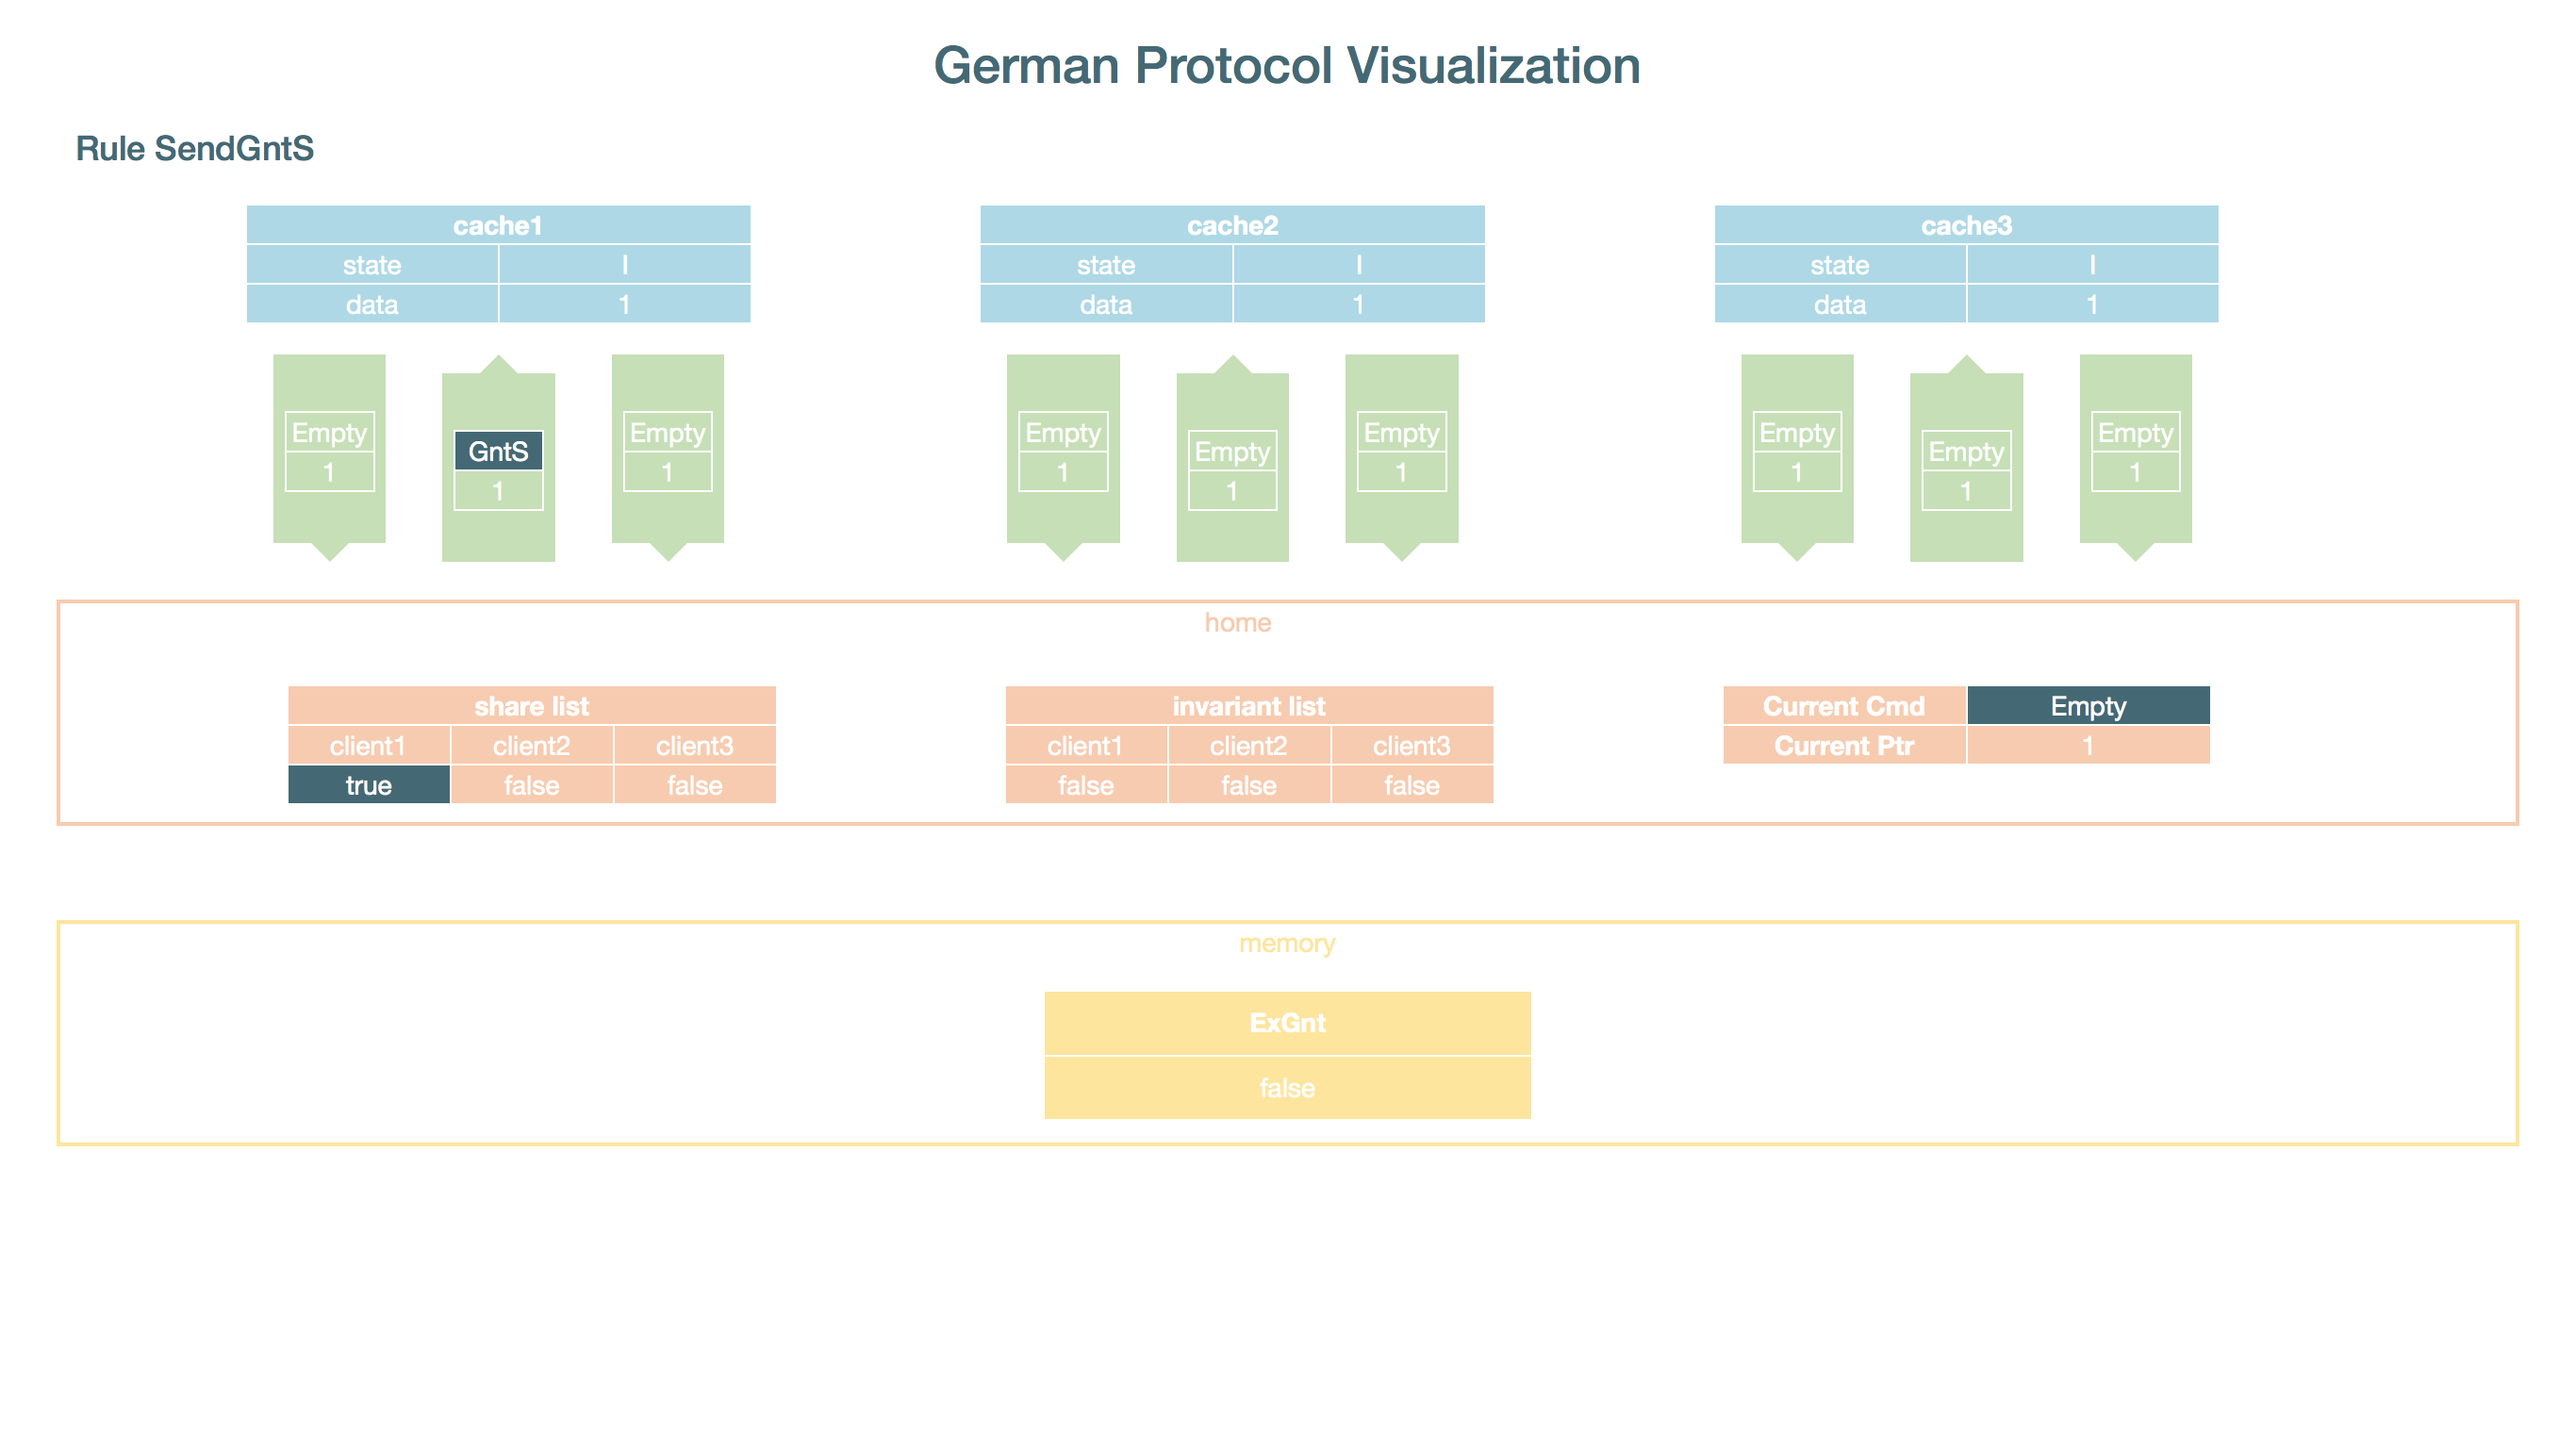 German Protocol Visualization
Rule SendGntS
cache1 cache2 cache3
state I state I state I
data 1 data 1 data 1
Empty Empty Empty Empty Empty Empty
GntS Empty Empty
1 1 1 1 1 1
1 1 1
home
share list invariant list Current Cmd Empty
client1 client2 client3 client1 client2 client3 Current Ptr 1
true false false false false false
memory
ExGnt
false